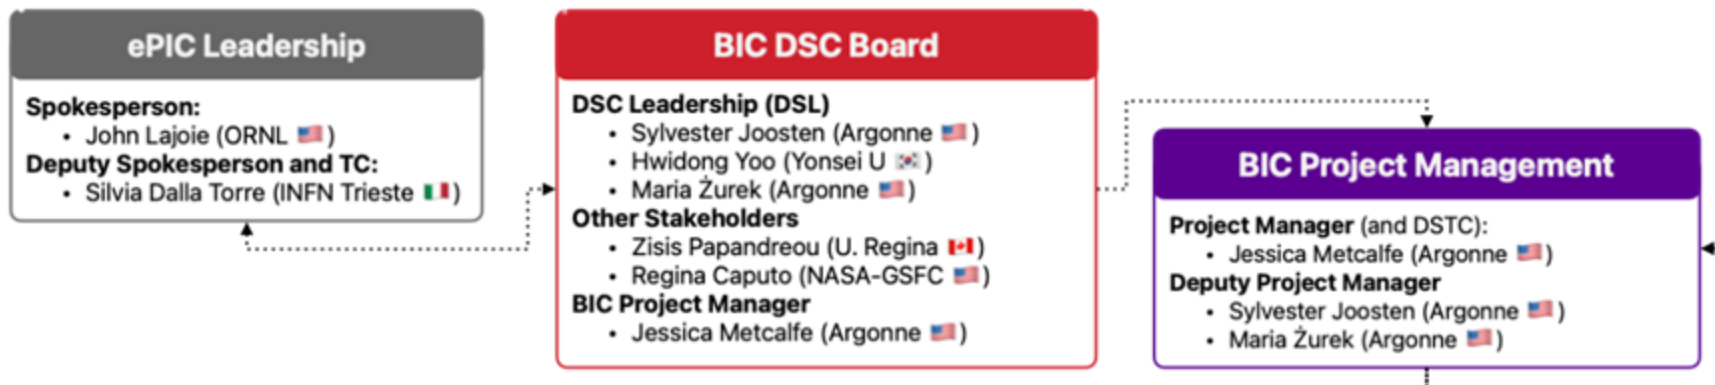 ePIC Leadership
Spokesperson:
• John Lajoie (ORNL 🇺🇸)
Deputy Spokesperson and TC:
• Silvia Dalla Torre (INFN Trieste 🇮🇹)
BIC DSC Board
DSC Leadership (DSL)
• Sylvester Joosten (Argonne 🇺🇸)
• Hwidong Yoo (Yonsei U 🇰🇷)
• Maria Żurek (Argonne 🇺🇸)
Other Stakeholders
• Zisis Papandreou (U. Regina 🇨🇦)
• Regina Caputo (NASA-GSFC 🇺🇸)
BIC Project Manager
• Jessica Metcalfe (Argonne 🇺🇸)
BIC Project Management
Project Manager (and DSTC):
• Jessica Metcalfe (Argonne 🇺🇸)
Deputy Project Manager
• Sylvester Joosten (Argonne 🇺🇸)
• Maria Żurek (Argonne 🇺🇸)